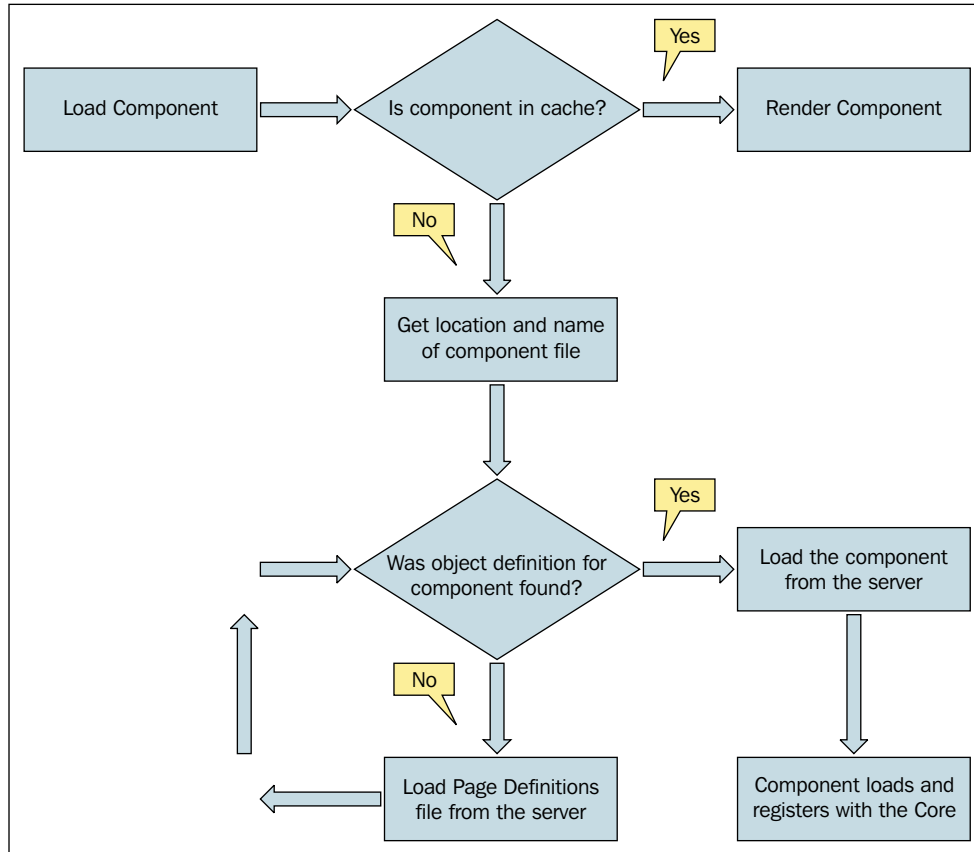 Load Component
Is component in cache?
Yes
Render Component
No
Get location and name
of component file
Was object definition for
component found?
Yes
Load the component
from the server
No
Load Page Definitions
file from the server
Component loads and
registers with the Core